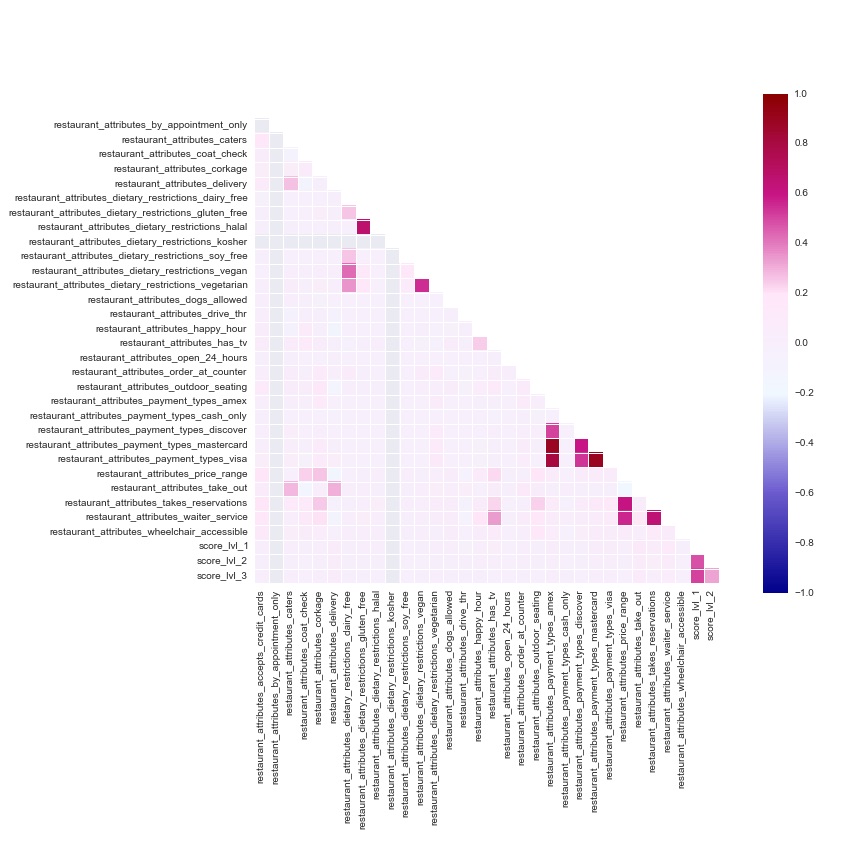 1.0
0.8
0.6
0.4
0.2
0.0
−0.2
−0.4
−0.6
−0.8
−1.0
restaurant_attributes_by_appointment_only
restaurant_attributes_caters
restaurant_attributes_coat_check
restaurant_attributes_corkage
restaurant_attributes_delivery
restaurant_attributes_dietary_restrictions_dairy_free
restaurant_attributes_dietary_restrictions_gluten_free
restaurant_attributes_dietary_restrictions_halal
restaurant_attributes_dietary_restrictions_kosher
restaurant_attributes_dietary_restrictions_soy_free
restaurant_attributes_dietary_restrictions_vegan
restaurant_attributes_dietary_restrictions_vegetarian
restaurant_attributes_dogs_allowed
restaurant_attributes_drive_thr
restaurant_attributes_happy_hour
restaurant_attributes_has_tv
restaurant_attributes_open_24_hours
restaurant_attributes_order_at_counter
restaurant_attributes_outdoor_seating
restaurant_attributes_payment_types_amex
restaurant_attributes_payment_types_cash_only
restaurant_attributes_payment_types_discover
restaurant_attributes_payment_types_mastercard
restaurant_attributes_payment_types_visa
restaurant_attributes_price_range
restaurant_attributes_take_out
restaurant_attributes_takes_reservations
restaurant_attributes_waiter_service
restaurant_attributes_wheelchair_accessible
score_lvl_1
score_lvl_2
score_lvl_3
restaurant_attributes_accepts_credit_cards
restaurant_attributes_by_appointment_only
restaurant_attributes_caters
restaurant_attributes_coat_check
restaurant_attributes_corkage
restaurant_attributes_delivery
restaurant_attributes_dietary_restrictions_dairy_free
restaurant_attributes_dietary_restrictions_gluten_free
restaurant_attributes_dietary_restrictions_halal
restaurant_attributes_dietary_restrictions_kosher
restaurant_attributes_dietary_restrictions_soy_free
restaurant_attributes_dietary_restrictions_vegan
restaurant_attributes_dietary_restrictions_vegetarian
restaurant_attributes_dogs_allowed
restaurant_attributes_drive_thr
restaurant_attributes_happy_hour
restaurant_attributes_has_tv
restaurant_attributes_open_24_hours
restaurant_attributes_order_at_counter
restaurant_attributes_outdoor_seating
restaurant_attributes_payment_types_amex
restaurant_attributes_payment_types_cash_only
restaurant_attributes_payment_types_discover
restaurant_attributes_payment_types_mastercard
restaurant_attributes_payment_types_visa
restaurant_attributes_price_range
restaurant_attributes_take_out
restaurant_attributes_takes_reservations
restaurant_attributes_waiter_service
restaurant_attributes_wheelchair_accessible
score_lvl_1
score_lvl_2